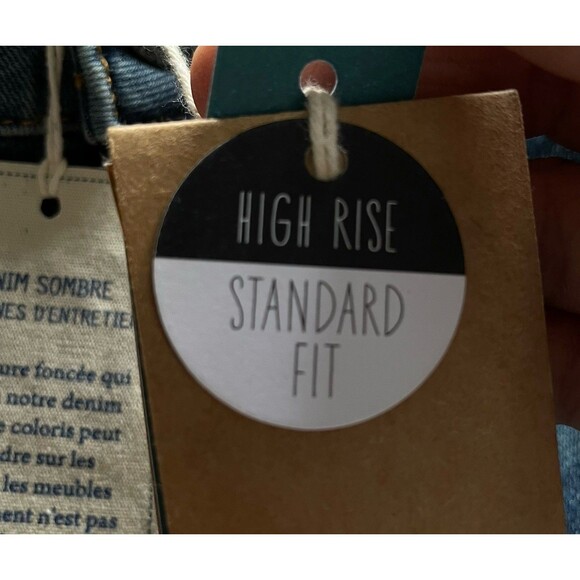 HIGH RISE
STANDARD
FIT
NIM SOMBRE
NES D'ENTRETIE
ure foncée qui
notre denim
coloris peut
dre sur les
les meubles
ent n'est pas